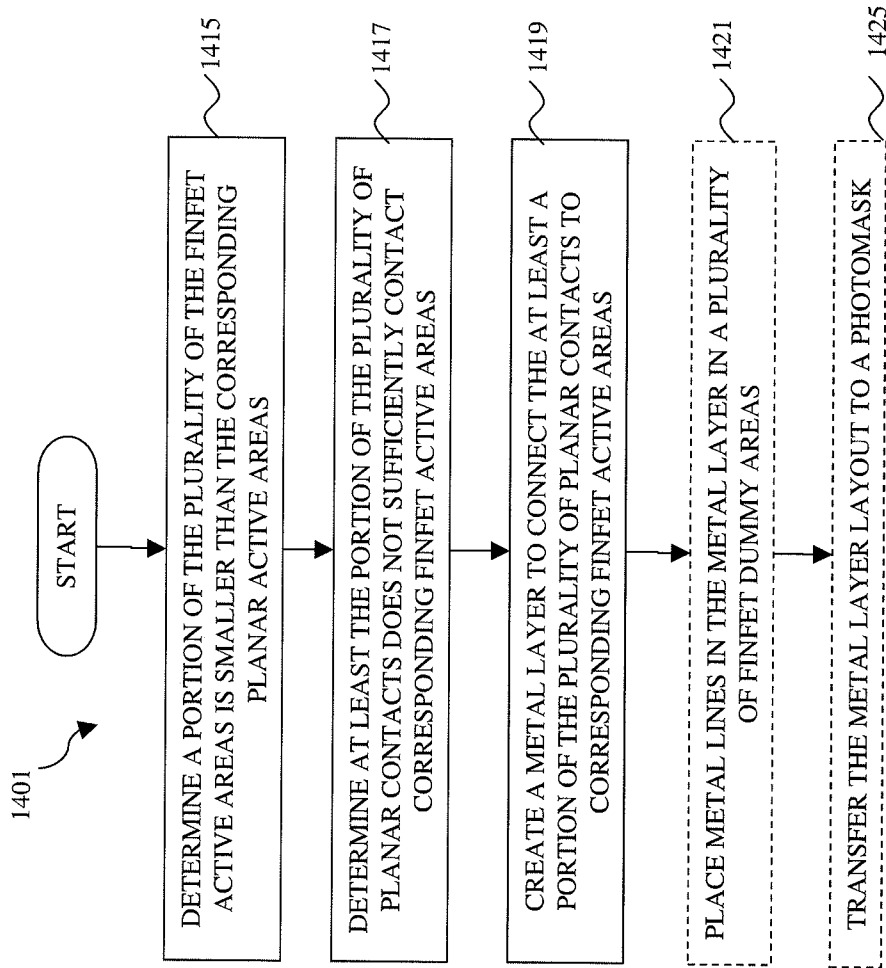 1401
START
DETERMINE A PORTION OF THE PLURALITY OF THE FINFET
ACTIVE AREAS IS SMALLER THAN THE CORRESPONDING
PLANAR ACTIVE AREAS
1415
DETERMINE AT LEAST THE PORTION OF THE PLURALITY OF
PLANAR CONTACTS DOES NOT SUFFICIENTLY CONTACT
CORRESPONDING FINFET ACTIVE AREAS
1417
CREATE A METAL LAYER TO CONNECT THE AT LEAST A
PORTION OF THE PLURALITY OF PLANAR CONTACTS TO
CORRESPONDING FINFET ACTIVE AREAS
1419
PLACE METAL LINES IN THE METAL LAYER IN A PLURALITY
OF FINFET DUMMY AREAS
1421
TRANSFER THE METAL LAYER LAYOUT TO A PHOTOMASK
1425